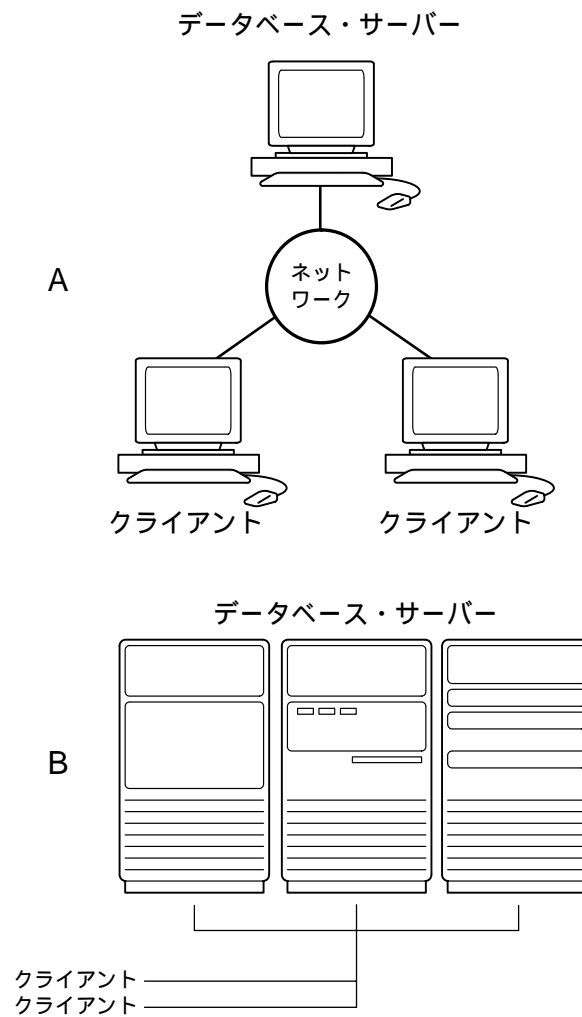 データベース・サーバー
A
ネット
ワーク
クライアント
クライアント
データベース・サーバー
B
クライアント
クライアント